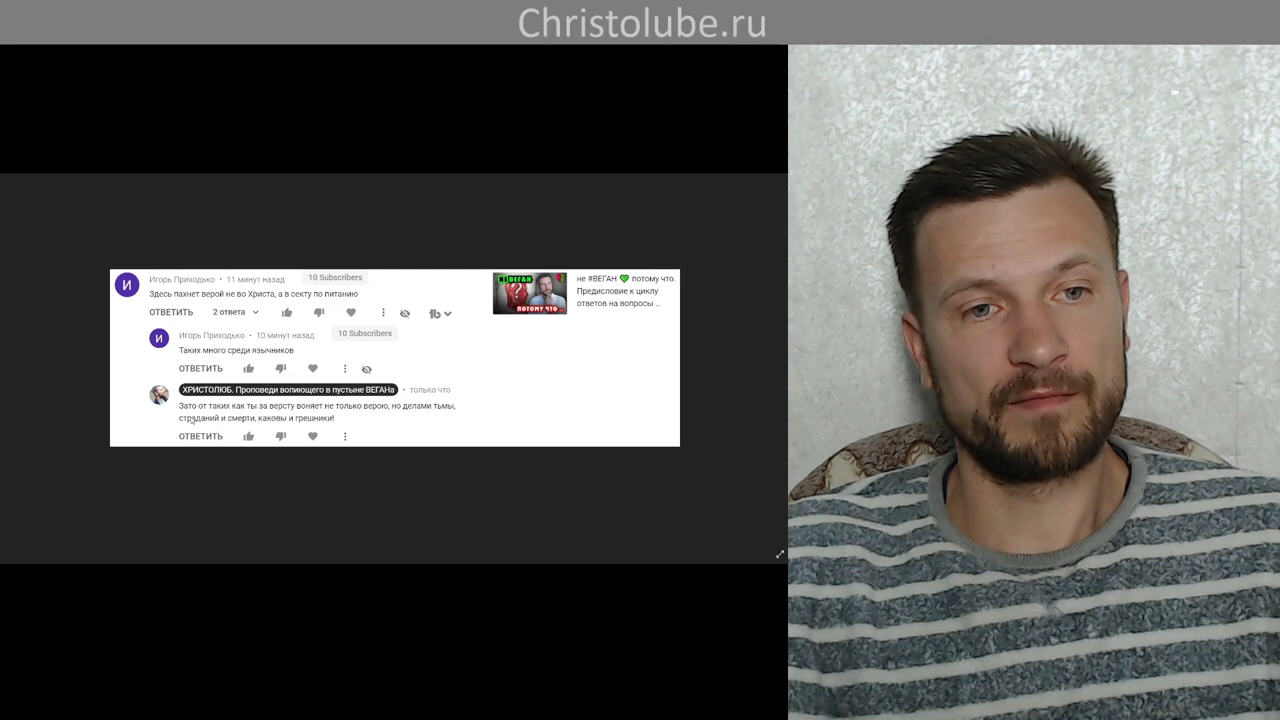 Christolube.ru
И
Игорь Приходько • 11 минут назад 10 Subscribers
Здесь пахнет верой не во Христа, а в секту по питанию
ОТВЕТИТЬ 2 ответа
И
Игорь Приходько • 10 минут назад 10 Subscribers
Таких много среди язычников
ОТВЕТИТЬ
ХРИСТОЛЮБ. Проповеди вопиющего в пустыне ВЕГАНа • только что
Зато от таких как ты за версту воняет не только верою, но делами тьмы,
страданий и смерти, каковы и грешники!
ОТВЕТИТЬ
НЕ ВЕГАН
ПОТОМУ ЧТО ...
не #ВЕГАН 💚 потому что.
Предисловие к циклу
ответов на вопросы ...